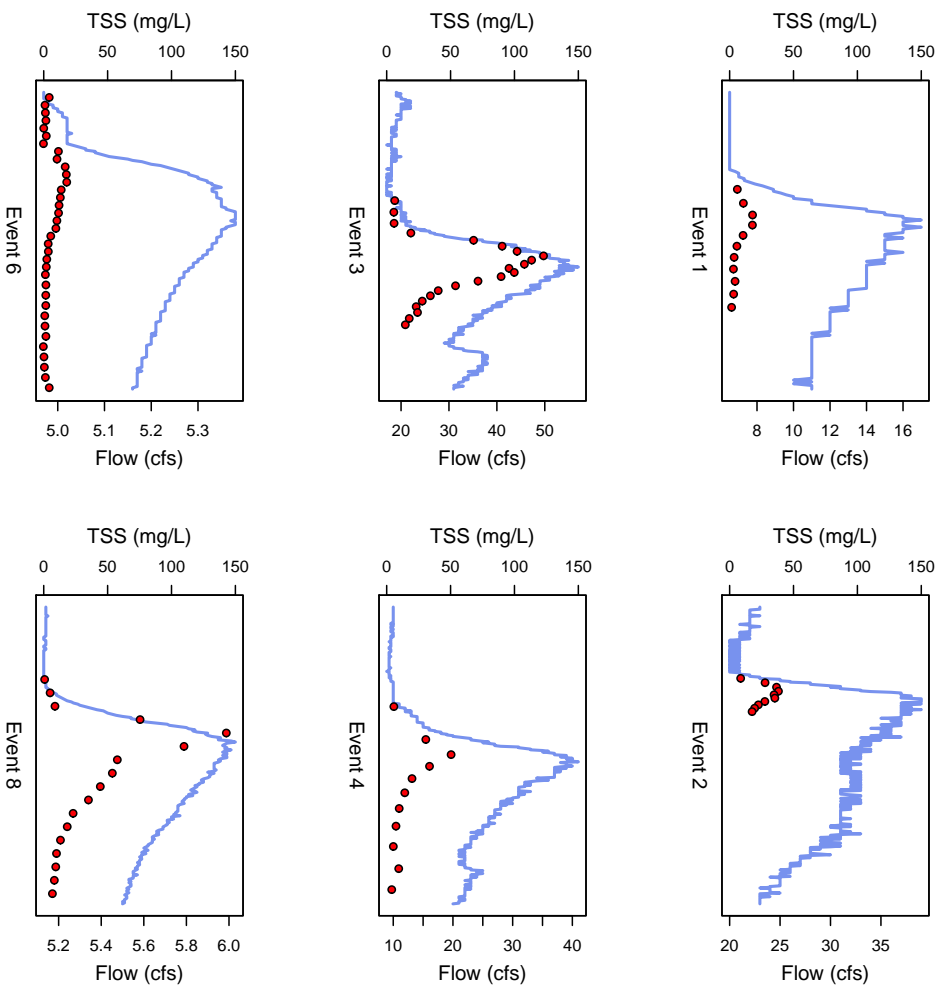 TSS (mg/L) TSS (mg/L) TSS (mg/L)
0 50 100 150 0 50 100 150 0 50 100 150
Event 6 Event 3 Event 1
5.0 5.1 5.2 5.3 20 30 40 50 8 10 12 14 16
Flow (cfs) Flow (cfs) Flow (cfs)
TSS (mg/L) TSS (mg/L) TSS (mg/L)
0 50 100 150 0 50 100 150 0 50 100 150
Event 8 Event 4 Event 2
5.2 5.4 5.6 5.8 6.0 10 20 30 40 20 25 30 35
Flow (cfs) Flow (cfs) Flow (cfs)